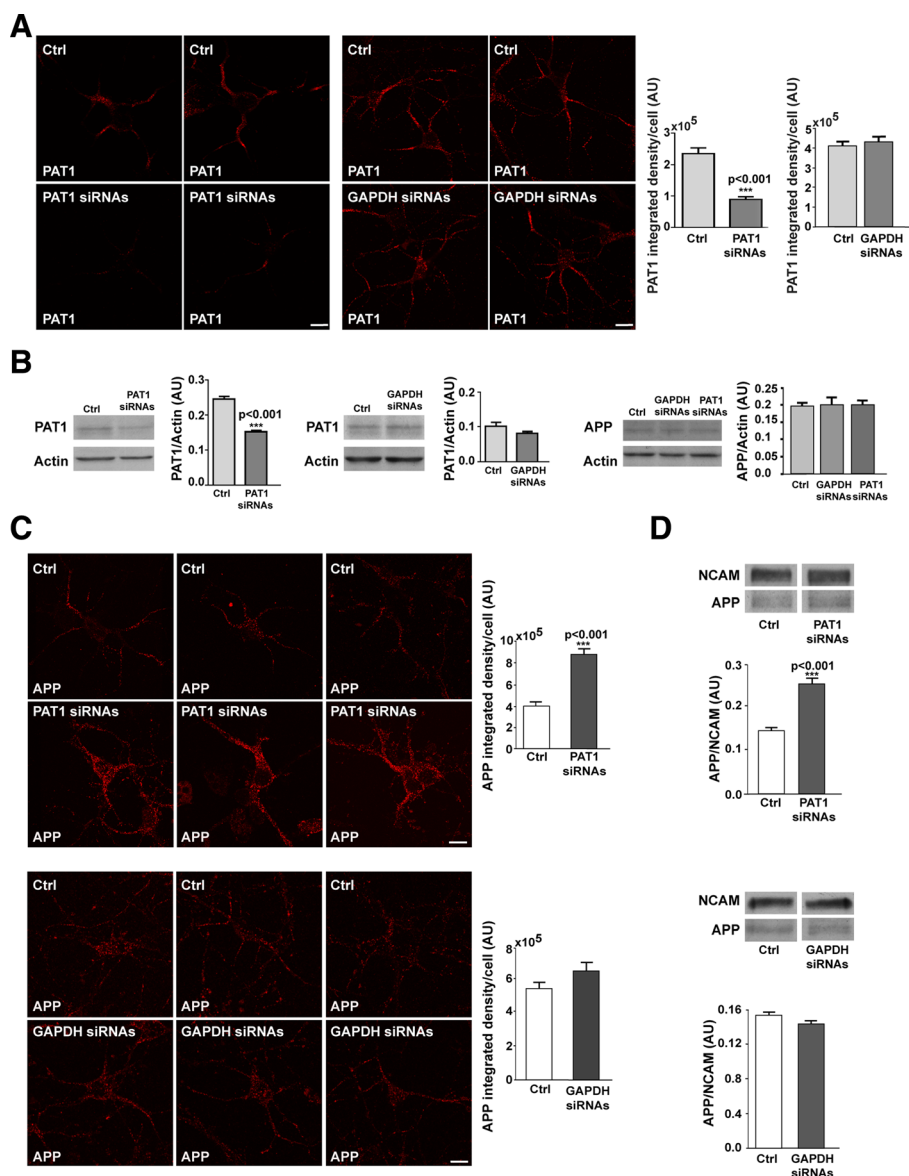 A
Ctrl
Ctrl
Ctrl
Ctrl
PAT1
PAT1
PAT1
PAT1
PAT1 siRNAs
PAT1 siRNAs
GAPDH siRNAs
GAPDH siRNAs
PAT1
PAT1
PAT1
PAT1
PAT1 integrated density/cell (AU)
x10⁵
3
2
1
0
p<0.001
***
Ctrl
PAT1
siRNAs
PAT1 integrated density/cell (AU)
x10⁵
5
4
3
2
1
0
Ctrl
GAPDH
siRNAs
B
Ctrl
PAT1
siRNAs
PAT1
Actin
PAT1/Actin (AU)
0.3
0.2
0.1
0.0
p<0.001
***
Ctrl
PAT1
siRNAs
Ctrl
GAPDH
siRNAs
PAT1
Actin
PAT1/Actin (AU)
0.2
0.1
0.0
Ctrl
GAPDH
siRNAs
Ctrl
GAPDH
siRNAs
PAT1
siRNAs
APP
Actin
APP/Actin (AU)
0.25
0.2
0.15
0.1
0.05
0.0
Ctrl
GAPDH
siRNAs
PAT1
siRNAs
C
Ctrl
Ctrl
Ctrl
APP
APP
APP
PAT1 siRNAs
PAT1 siRNAs
PAT1 siRNAs
APP
APP
APP
APP integrated density/cell (AU)
x10⁵
10
8
6
4
2
0
p<0.001
***
Ctrl
PAT1
siRNAs
Ctrl
Ctrl
Ctrl
APP
APP
APP
GAPDH siRNAs
GAPDH siRNAs
GAPDH siRNAs
APP
APP
APP
APP integrated density/cell (AU)
x10⁵
8
6
4
2
0
Ctrl
GAPDH
siRNAs
D
NCAM
APP
Ctrl
PAT1
siRNAs
APP/NCAM (AU)
0.3
0.2
0.1
0.0
p<0.001
***
Ctrl
PAT1
siRNAs
NCAM
APP
Ctrl
GAPDH
siRNAs
APP/NCAM (AU)
0.16
0.12
0.8
0.4
0.0
Ctrl
GAPDH
siRNAs